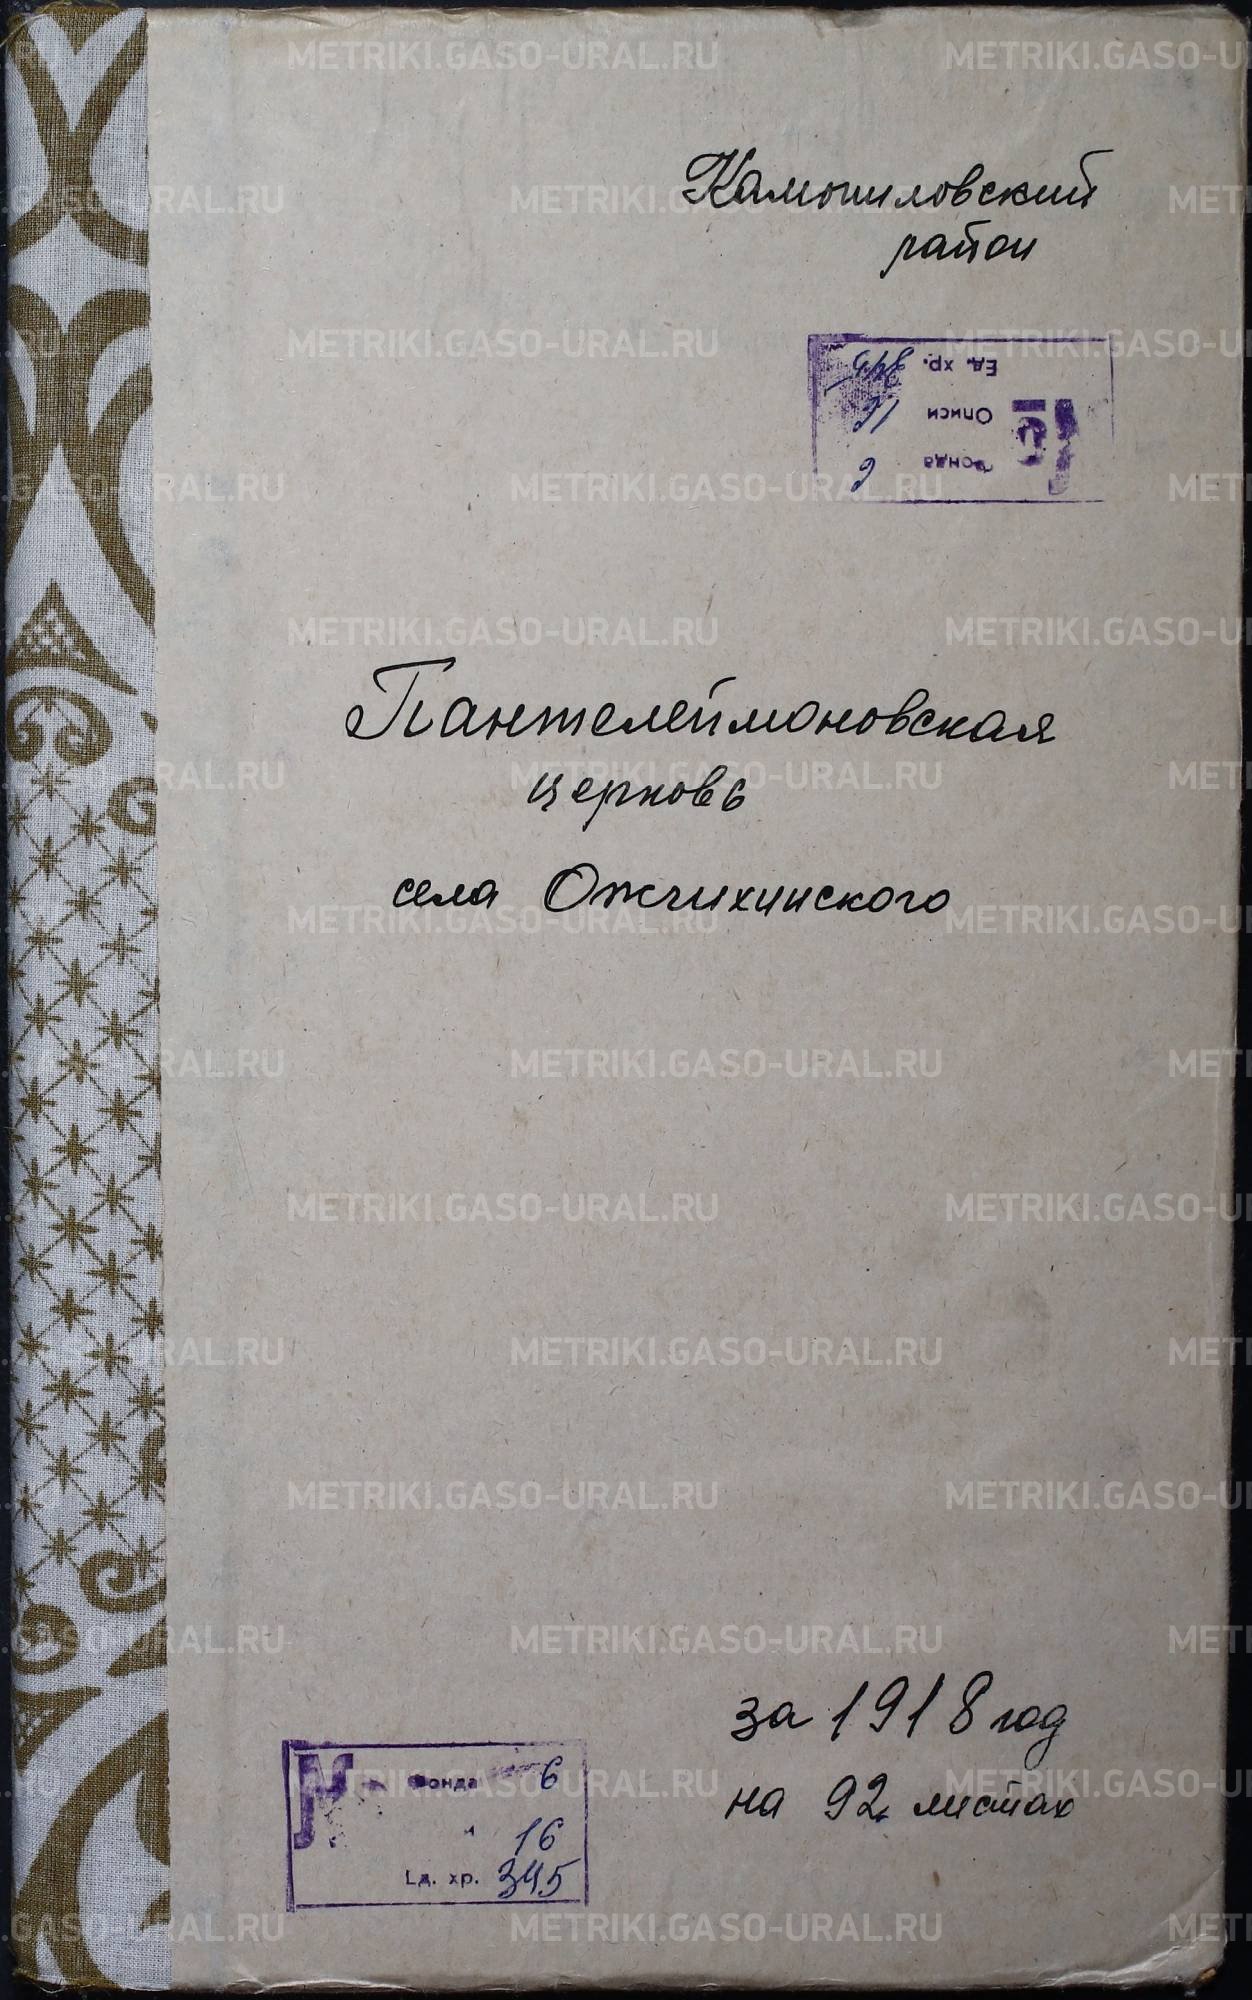 Камышловский
район
Ед. хр. 345
Описи 16
Фонда 6
Пантелеймоновская
церковь
села Ожгихинского
за 1918 год
на 92 листах
Фонда 6
16
Ед. хр. 345
METRIKI.GASO-URAL.RU